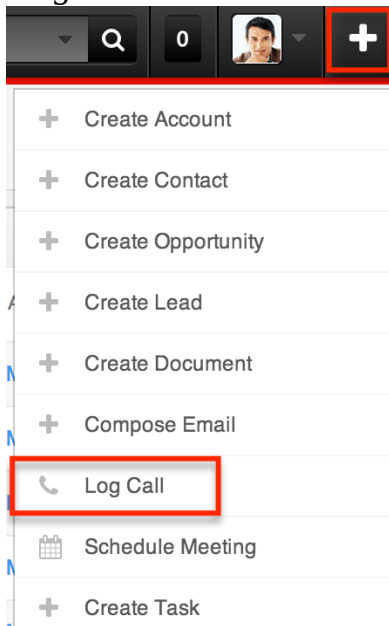 0
Create Account
Create Contact
Create Opportunity
Create Lead
Create Document
Compose Email
Log Call
Schedule Meeting
Create Task